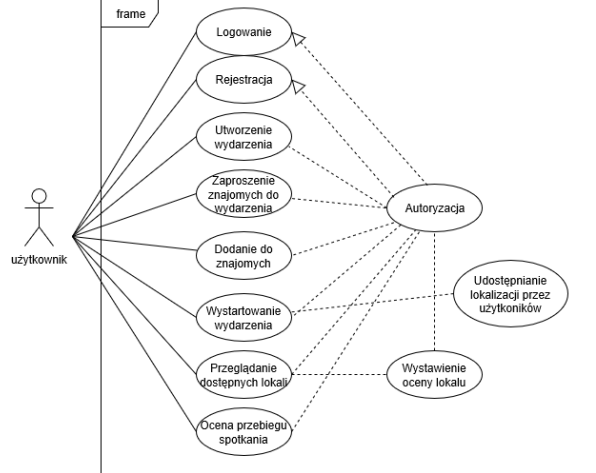 frame
Logowanie
Rejestracja
Utworzenie
wydarzenia
Zaproszenie
znajomych do
wydarzenia
Autoryzacja
Dodanie do
znajomych
użytkownik
Udostępnianie
lokalizacji przez
użytkoników
Wystartowanie
wydarzenia
Przeglądanie
dostępnych lokali
Wystawienie
oceny lokalu
Ocena przebiegu
spotkania